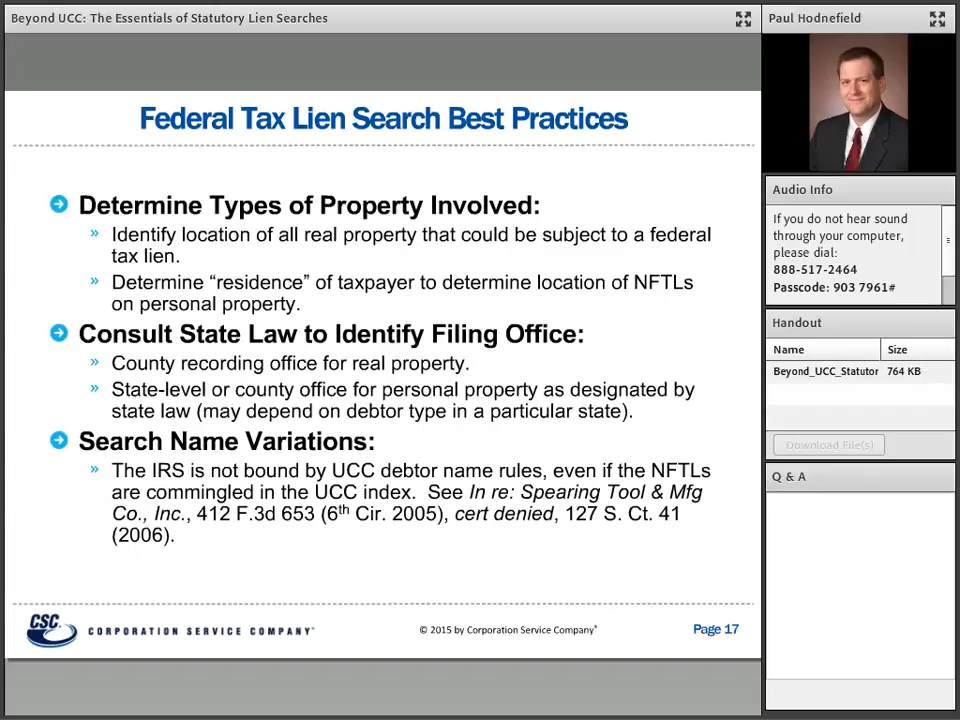 Beyond UCC: The Essentials of Statutory Lien Searches
Federal Tax Lien Search Best Practices
Determine Types of Property Involved:
» Identify location of all real property that could be subject to a federal
tax lien.
» Determine “residence” of taxpayer to determine location of NFTLs
on personal property.
Consult State Law to Identify Filing Office:
» County recording office for real property.
» State-level or county office for personal property as designated by
state law (may depend on debtor type in a particular state).
Search Name Variations:
» The IRS is not bound by UCC debtor name rules, even if the NFTLs
are commingled in the UCC index. See In re: Spearing Tool & Mfg
Co., Inc., 412 F.3d 653 (6th Cir. 2005), cert denied, 127 S. Ct. 41
(2006).
CSC. CORPORATION SERVICE COMPANY®
© 2015 by Corporation Service Company®
Page 17
Paul Hodnefield
Audio Info
If you do not hear sound
through your computer,
please dial:
888-517-2464
Passcode: 903 7961#
Handout
Name Size
Beyond_UCC_Statutor 764 KB
Download File(s)
Q & A